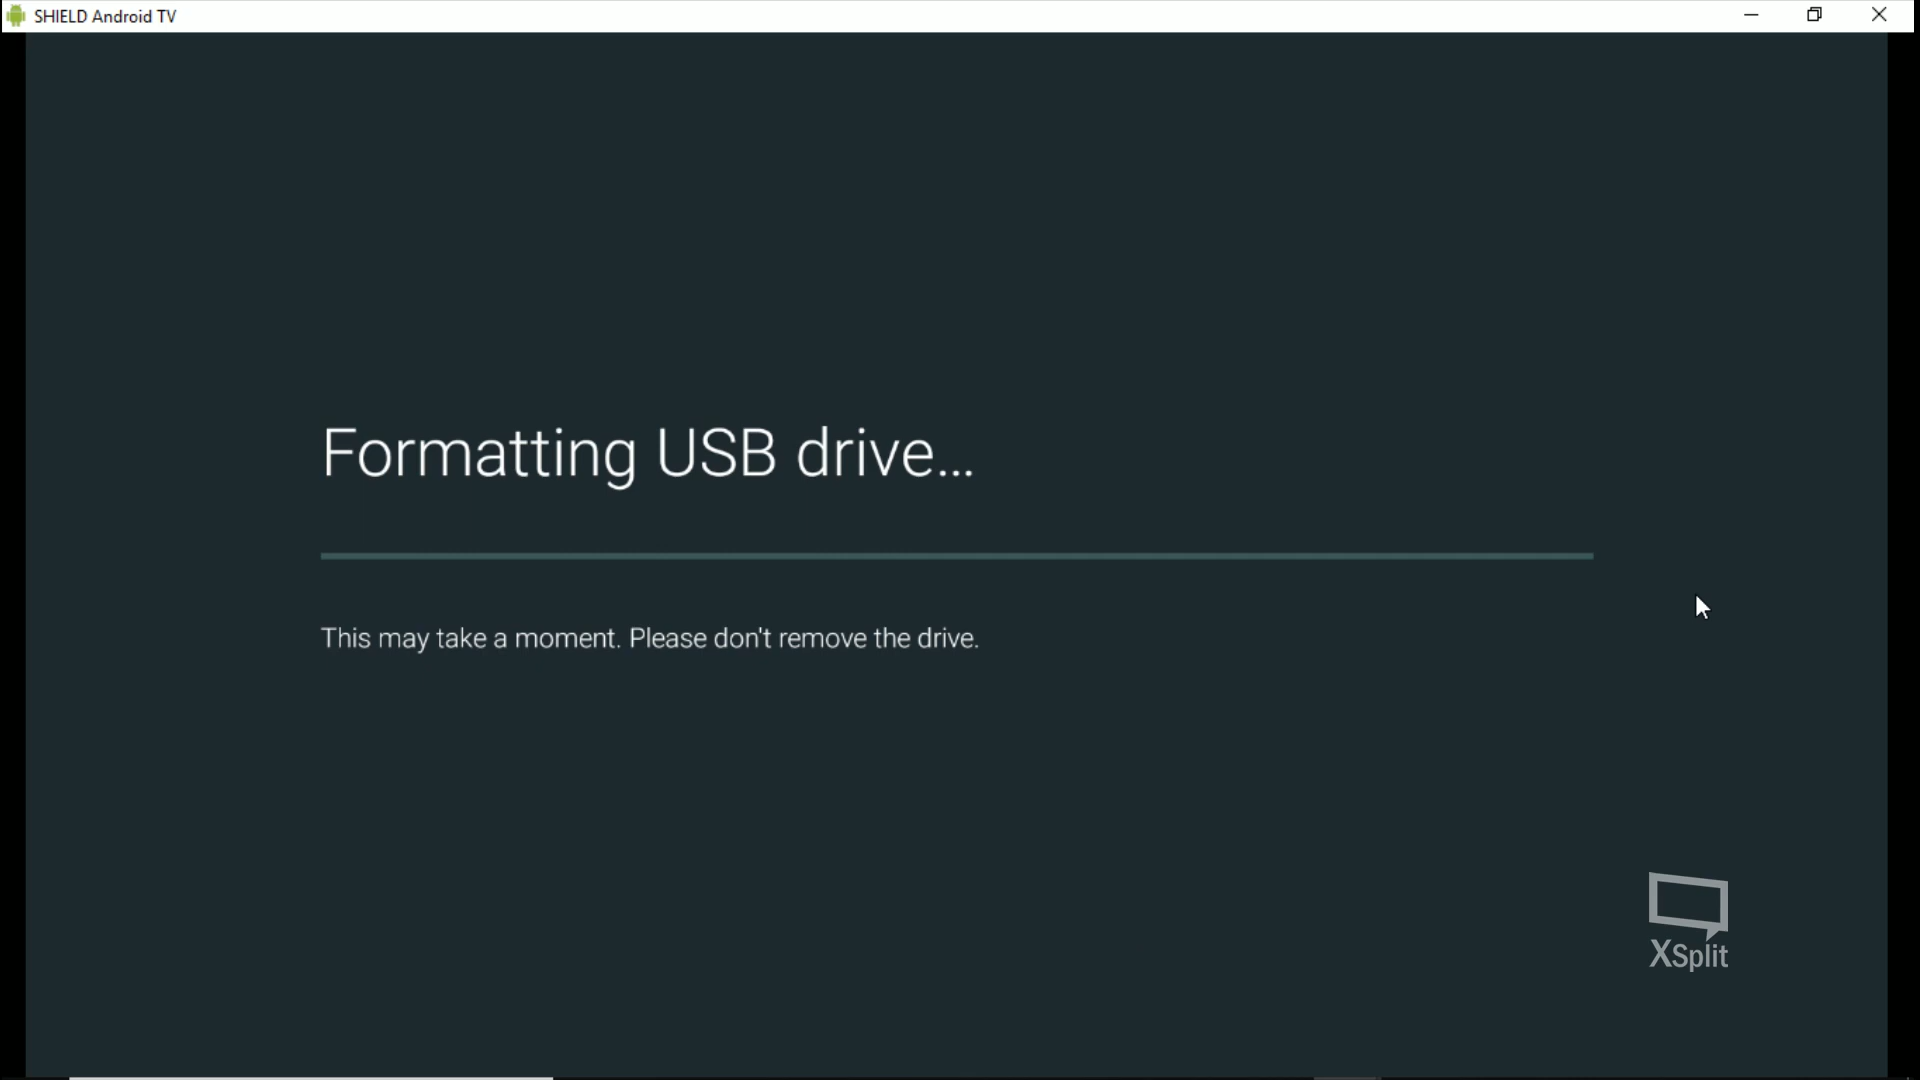 SHIELD Android TV
Formatting USB drive...
This may take a moment. Please don't remove the drive.
XSplit